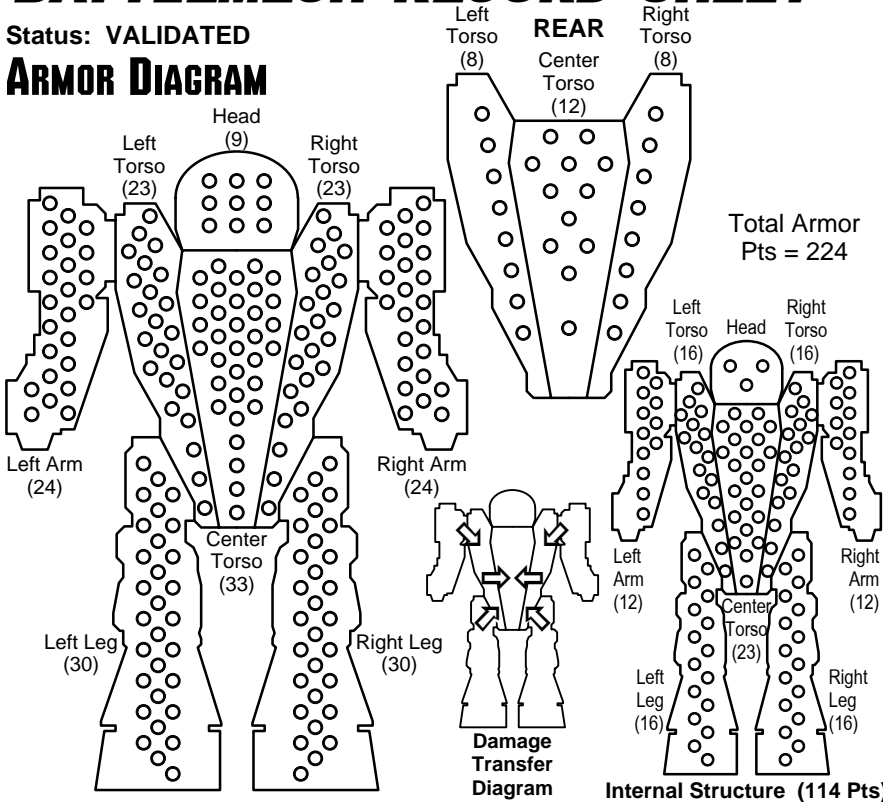 BATTLEMECH RECORD SHEET
Status: VALIDATED
ARMOR DIAGRAM
Head
(9)
Left
Torso
(23)
Right
Torso
(23)
Left Arm
(24)
Right Arm
(24)
Center
Torso
(33)
Left Leg
(30)
Right Leg
(30)
REAR
Left
Torso
(8)
Center
Torso
(12)
Right
Torso
(8)
Total Armor
Pts = 224
Damage
Transfer
Diagram
Left
Torso
(16)
Head
Right
Torso
(16)
Left
Arm
(12)
Right
Arm
(12)
Center
Torso
(23)
Left
Leg
(16)
Right
Leg
(16)
Internal Structure (114 Pts)